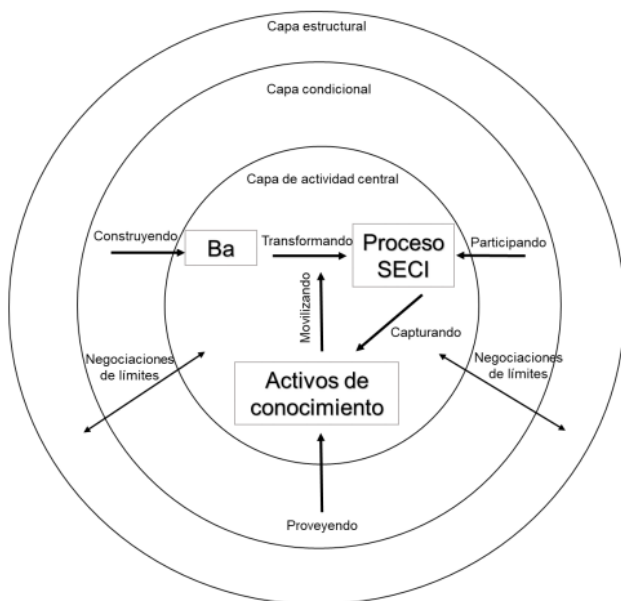 Capa estructural
Capa condicional
Capa de actividad central
Construyendo
Ba
Transformando
Proceso
SECI
Participando
Movilizando
Capturando
Negociaciones
de límites
Negociaciones
de límites
Activos de
conocimiento
Proveyendo